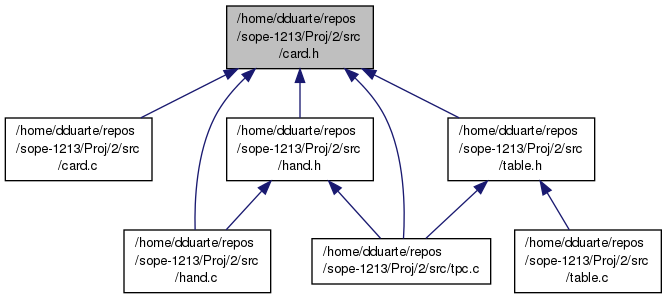 /home/dduarte/repos
/sope-1213/Proj/2/src
/card.h
/home/dduarte/repos
/sope-1213/Proj/2/src
/card.c
/home/dduarte/repos
/sope-1213/Proj/2/src
/hand.h
/home/dduarte/repos
/sope-1213/Proj/2/src
/table.h
/home/dduarte/repos
/sope-1213/Proj/2/src
/hand.c
/home/dduarte/repos
/sope-1213/Proj/2/src/tpc.c
/home/dduarte/repos
/sope-1213/Proj/2/src
/table.c